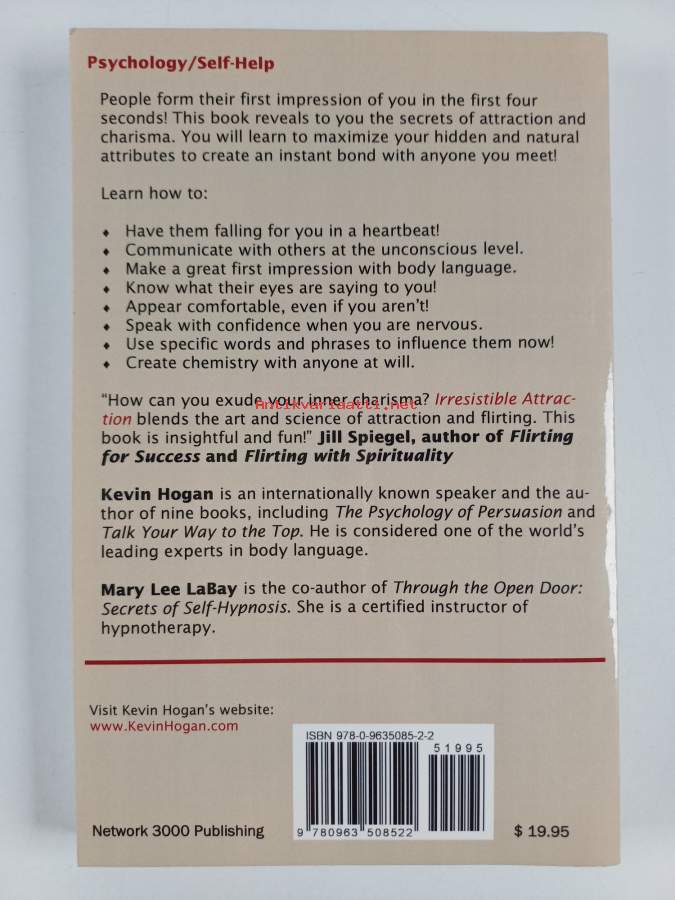 Psychology/Self-Help
People form their first impression of you in the first four
seconds! This book reveals to you the secrets of attraction and
charisma. You will learn to maximize your hidden and natural
attributes to create an instant bond with anyone you meet!
Learn how to:
♦ Have them falling for you in a heartbeat!
♦ Communicate with others at the unconscious level.
♦ Make a great first impression with body language.
♦ Know what their eyes are saying to you!
♦ Appear comfortable, even if you aren't!
♦ Speak with confidence when you are nervous.
♦ Use specific words and phrases to influence them now!
♦ Create chemistry with anyone at will.
"How can you exude your inner charisma? Irresistible Attrac-
Antikvariaatti.net
tion blends the art and science of attraction and flirting. This
book is insightful and fun!" Jill Spiegel, author of Flirting
for Success and Flirting with Spirituality
Kevin Hogan is an internationally known speaker and the au-
thor of nine books, including The Psychology of Persuasion and
Talk Your Way to the Top. He is considered one of the world's
leading experts in body language.
Mary Lee LaBay is the co-author of Through the Open Door:
Secrets of Self-Hypnosis. She is a certified instructor of
hypnotherapy.
Visit Kevin Hogan's website:
www.KevinHogan.com
ISBN 978-0-9635085-2-2
51995
9 780963 508522
Network 3000 Publishing
$ 19.95